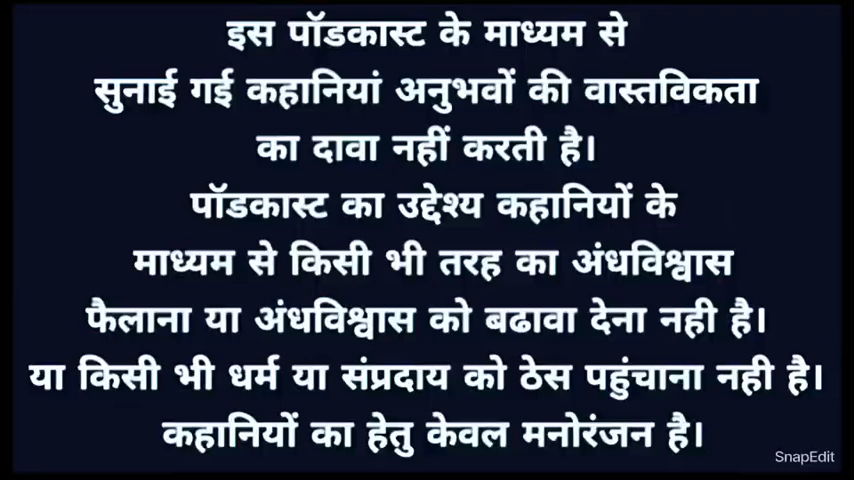 इस पॉडकास्ट के माध्यम से
सुनाई गई कहानियां अनुभवों की वास्तविकता
का दावा नहीं करती है।
पॉडकास्ट का उद्देश्य कहानियों के
माध्यम से किसी भी तरह का अंधविश्वास
फैलाना या अंधविश्वास को बढावा देना नही है।
या किसी भी धर्म या संप्रदाय को ठेस पहुंचाना नही है।
कहानियों का हेतु केवल मनोरंजन है।
SnapEdit